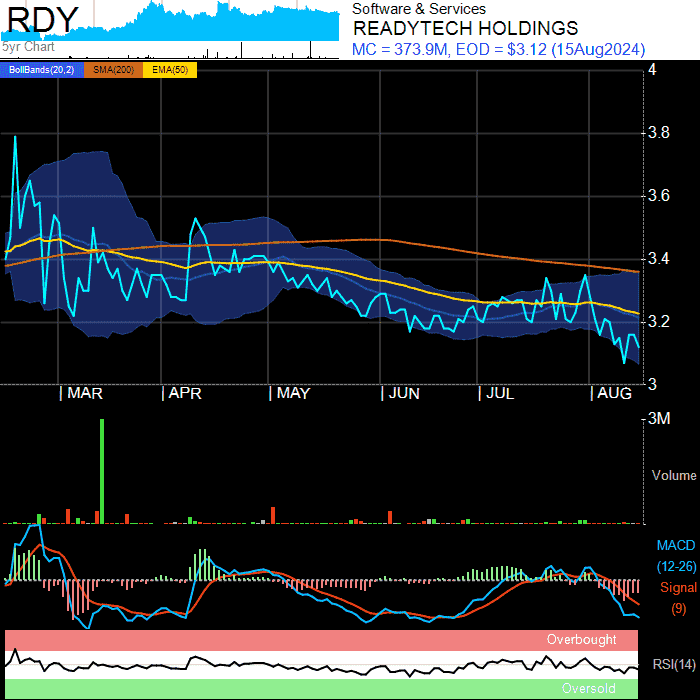 RDY
5yr Chart
Software & Services
READYTECH HOLDINGS
MC = 373.9M, EOD = $3.12 (15Aug2024)
BollBands(20,2) SMA(200) EMA(50)
4
3.8
3.6
3.4
3.2
3
MAR APR MAY JUN JUL AUG
3M
Volume
MACD
(12-26)
Signal
(9)
Overbought
RSI(14)
Oversold